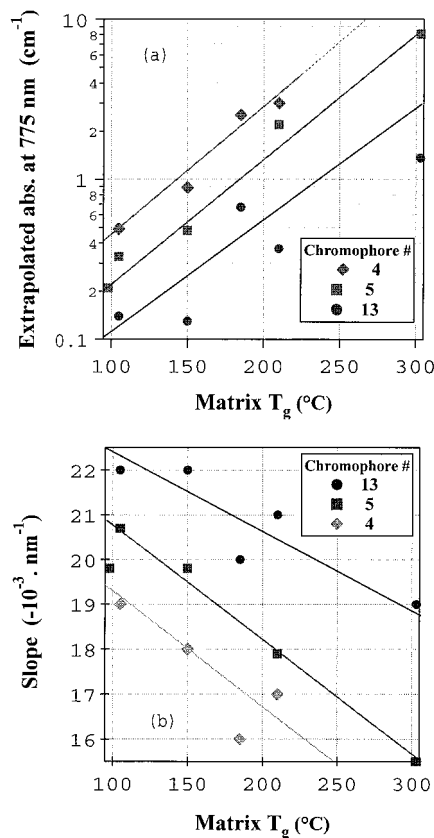 10
8
6
4
2
1
8
6
4
2
0.1
Extrapolated abs. at 775 nm (cm⁻¹)
(a)
Chromophore #
4
5
13
100 150 200 250 300
Matrix Tg (°C)
22
21
20
19
18
17
16
Slope (-10⁻³. nm⁻¹)
Chromophore #
13
5
4
(b)
100 150 200 250 300
Matrix Tg (°C)